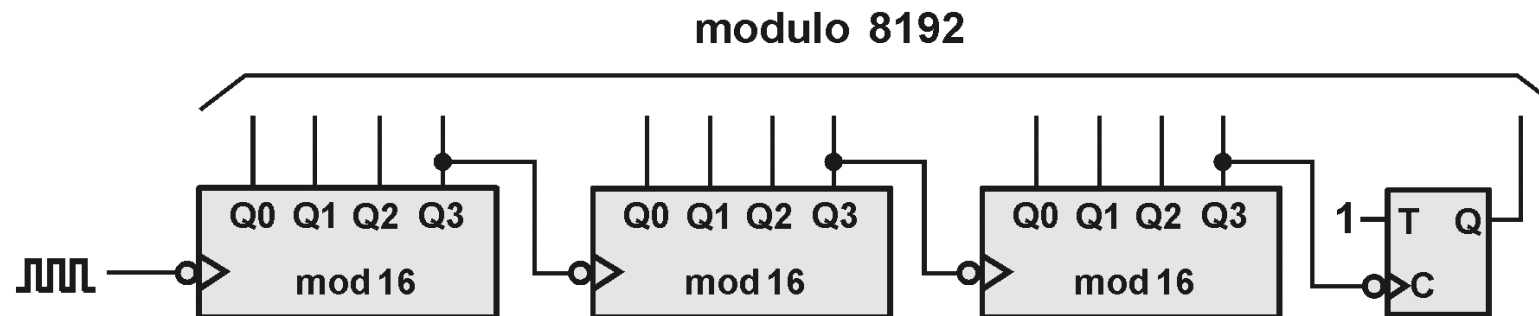 modulo 8192
Q0 Q1 Q2 Q3 Q0 Q1 Q2 Q3 Q0 Q1 Q2 Q3 1 T Q
mod 16 mod 16 mod 16 C